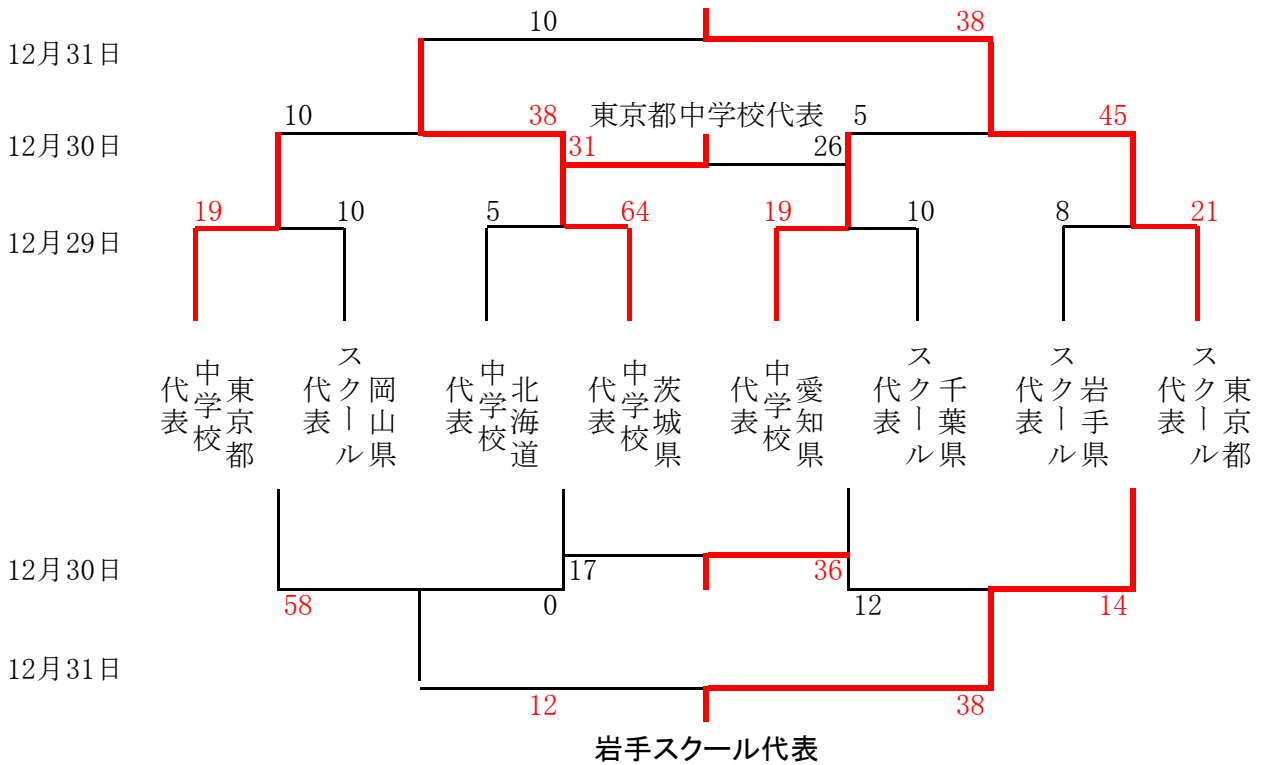 10
38
12月31日
10
38
東京都中学校代表
5
45
12月30日
31
26
19
10
5
64
19
10
8
21
12月29日
東京都
中学校
代表
岡山県
スクール
代表
北海道
中学校
代表
茨城県
中学校
代表
愛知県
中学校
代表
千葉県
スクール
代表
岩手県
スクール
代表
東京都
スクール
代表
12月30日
17
36
58
0
12
14
12月31日
12
38
岩手スクール代表